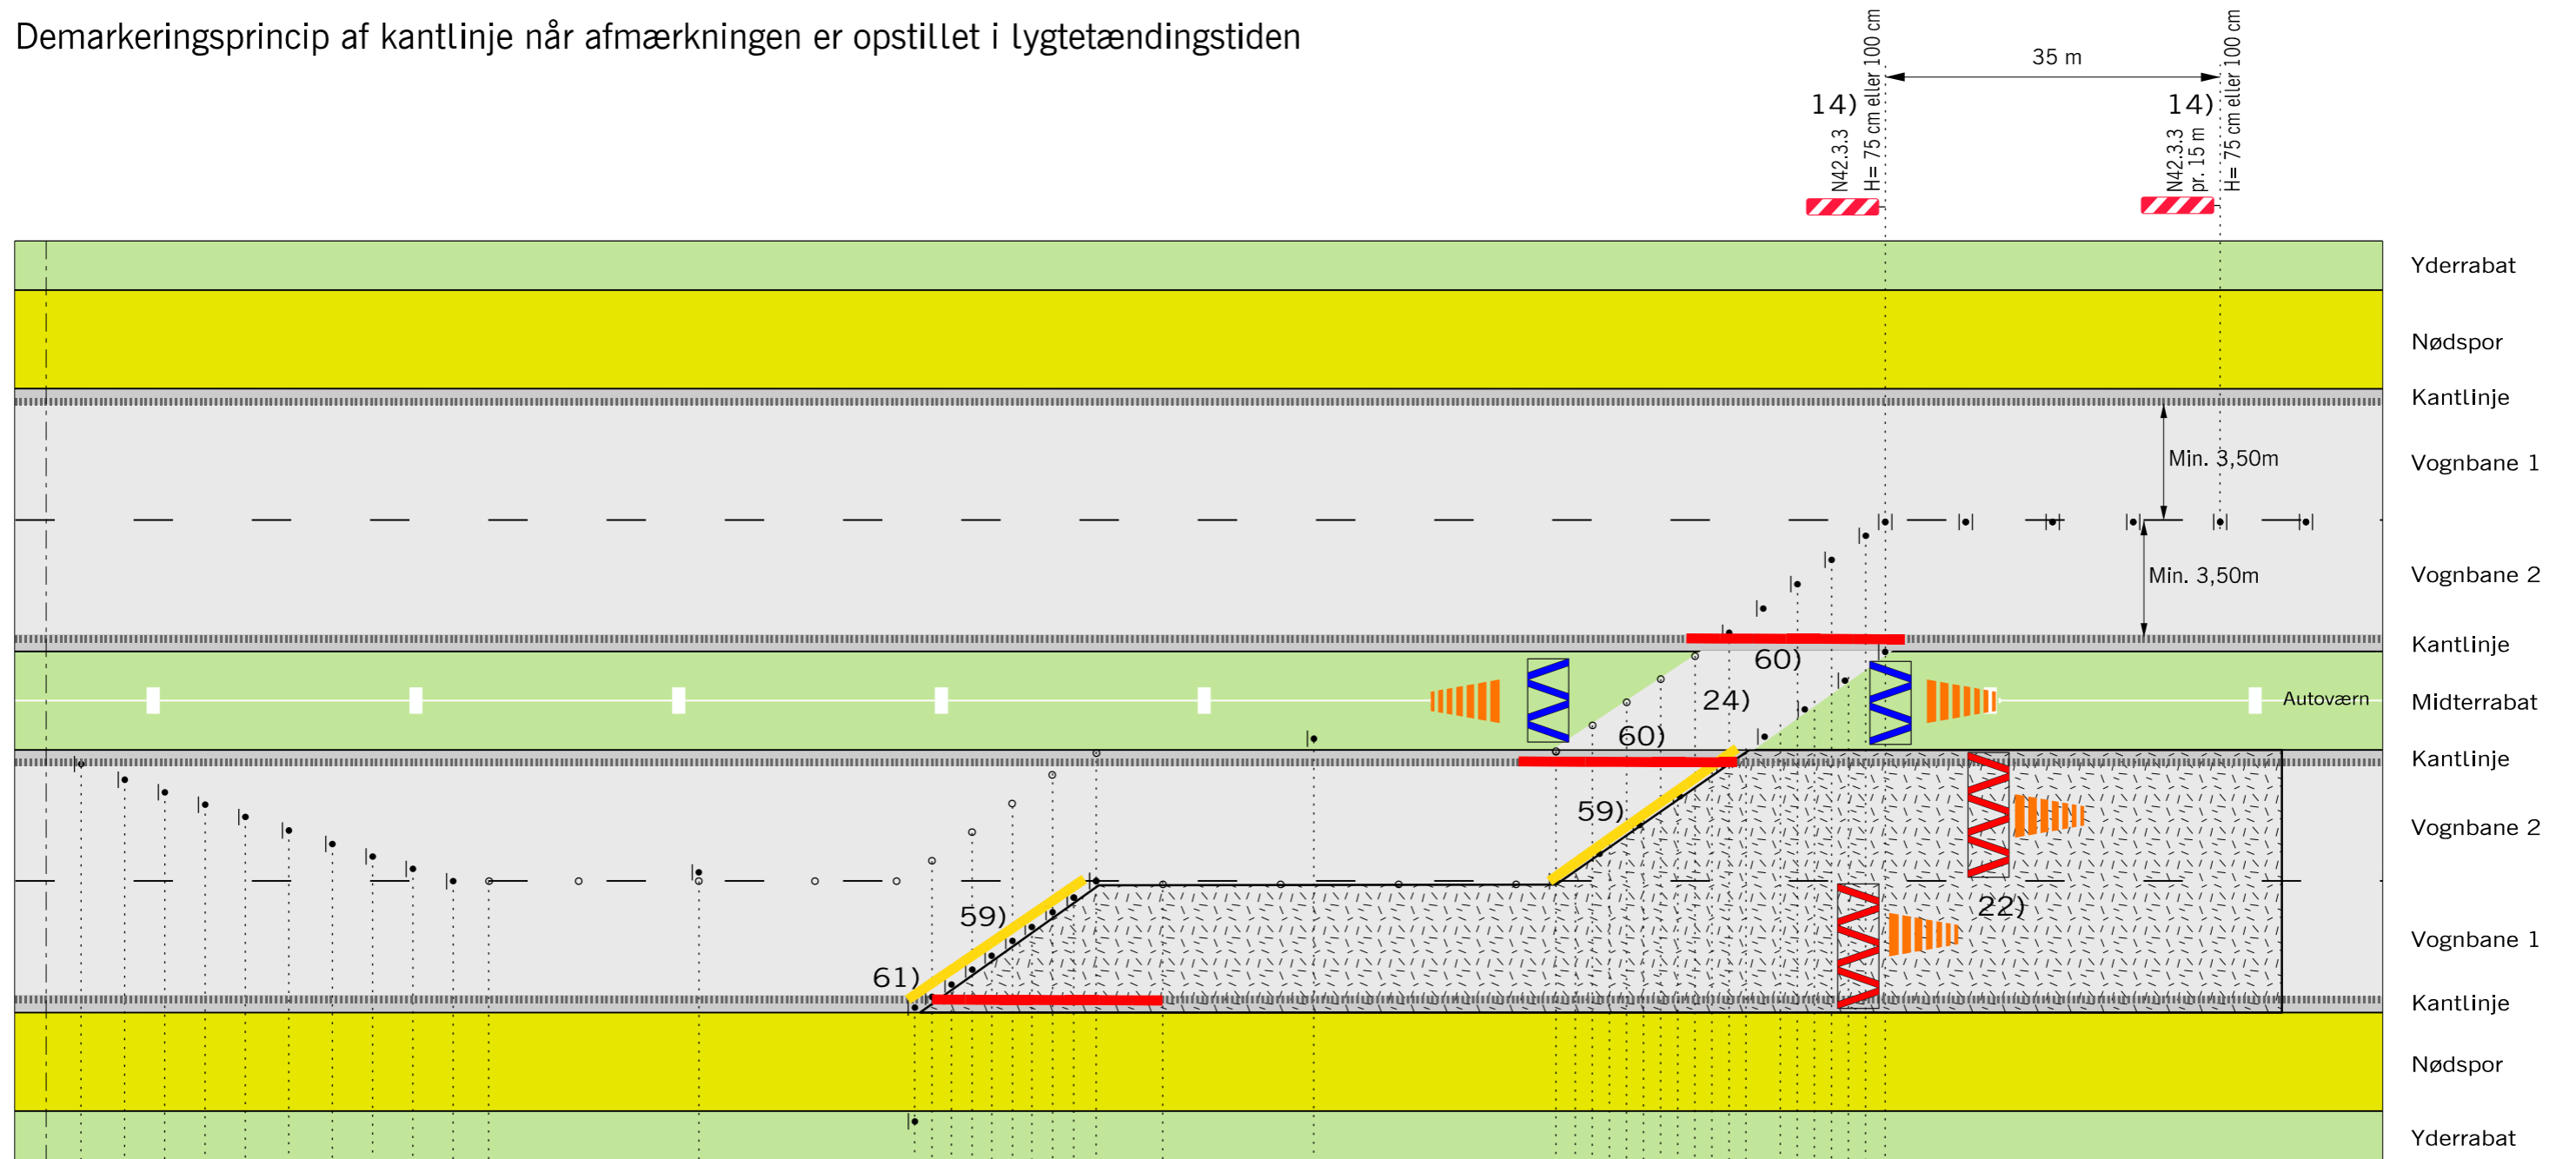 Demarkeringsprincip af kantlinje når afmærkningen er opstillet i lygtetændingstiden
35 m
14)
N42.3.3
H= 75 cm eller 100 cm
14)
N42.3.3
pr. 15 m
H= 75 cm eller 100 cm
Yderrabat
Nødspor
Kantlinje
Min. 3,50m
Vognbane 1
Min. 3,50m
Vognbane 2
Kantlinje
60)
24)
Autoværn
Midterrabat
60)
Kantlinje
59)
Vognbane 2
59)
22)
Vognbane 1
61)
Kantlinje
Nødspor
Yderrabat